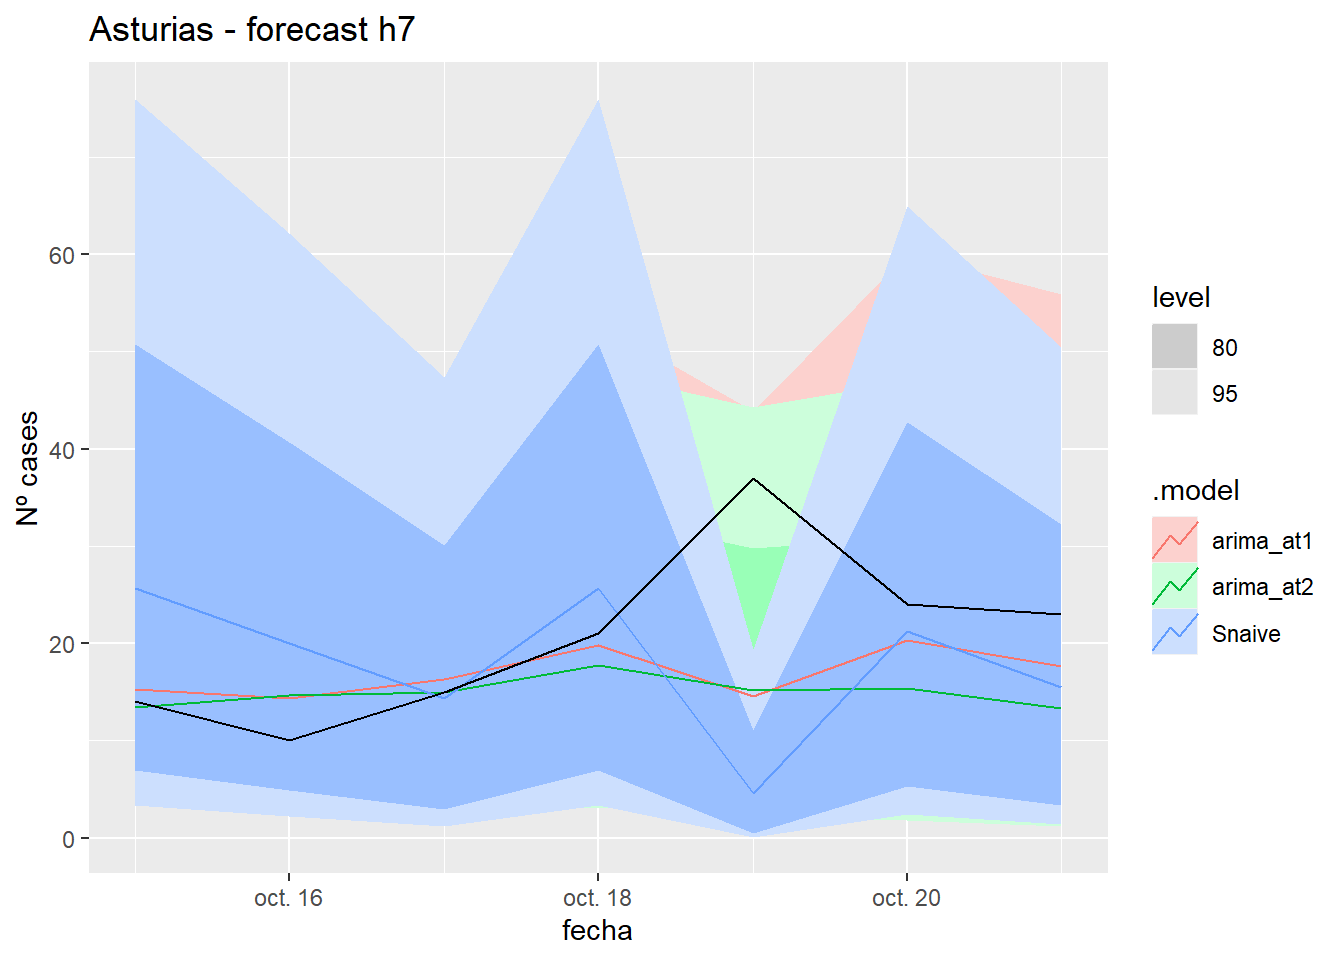 Asturias - forecast h7
Nº cases
60
40
20
0
oct. 16
oct. 18
oct. 20
fecha
level
80
95
.model
arima_at1
arima_at2
Snaive